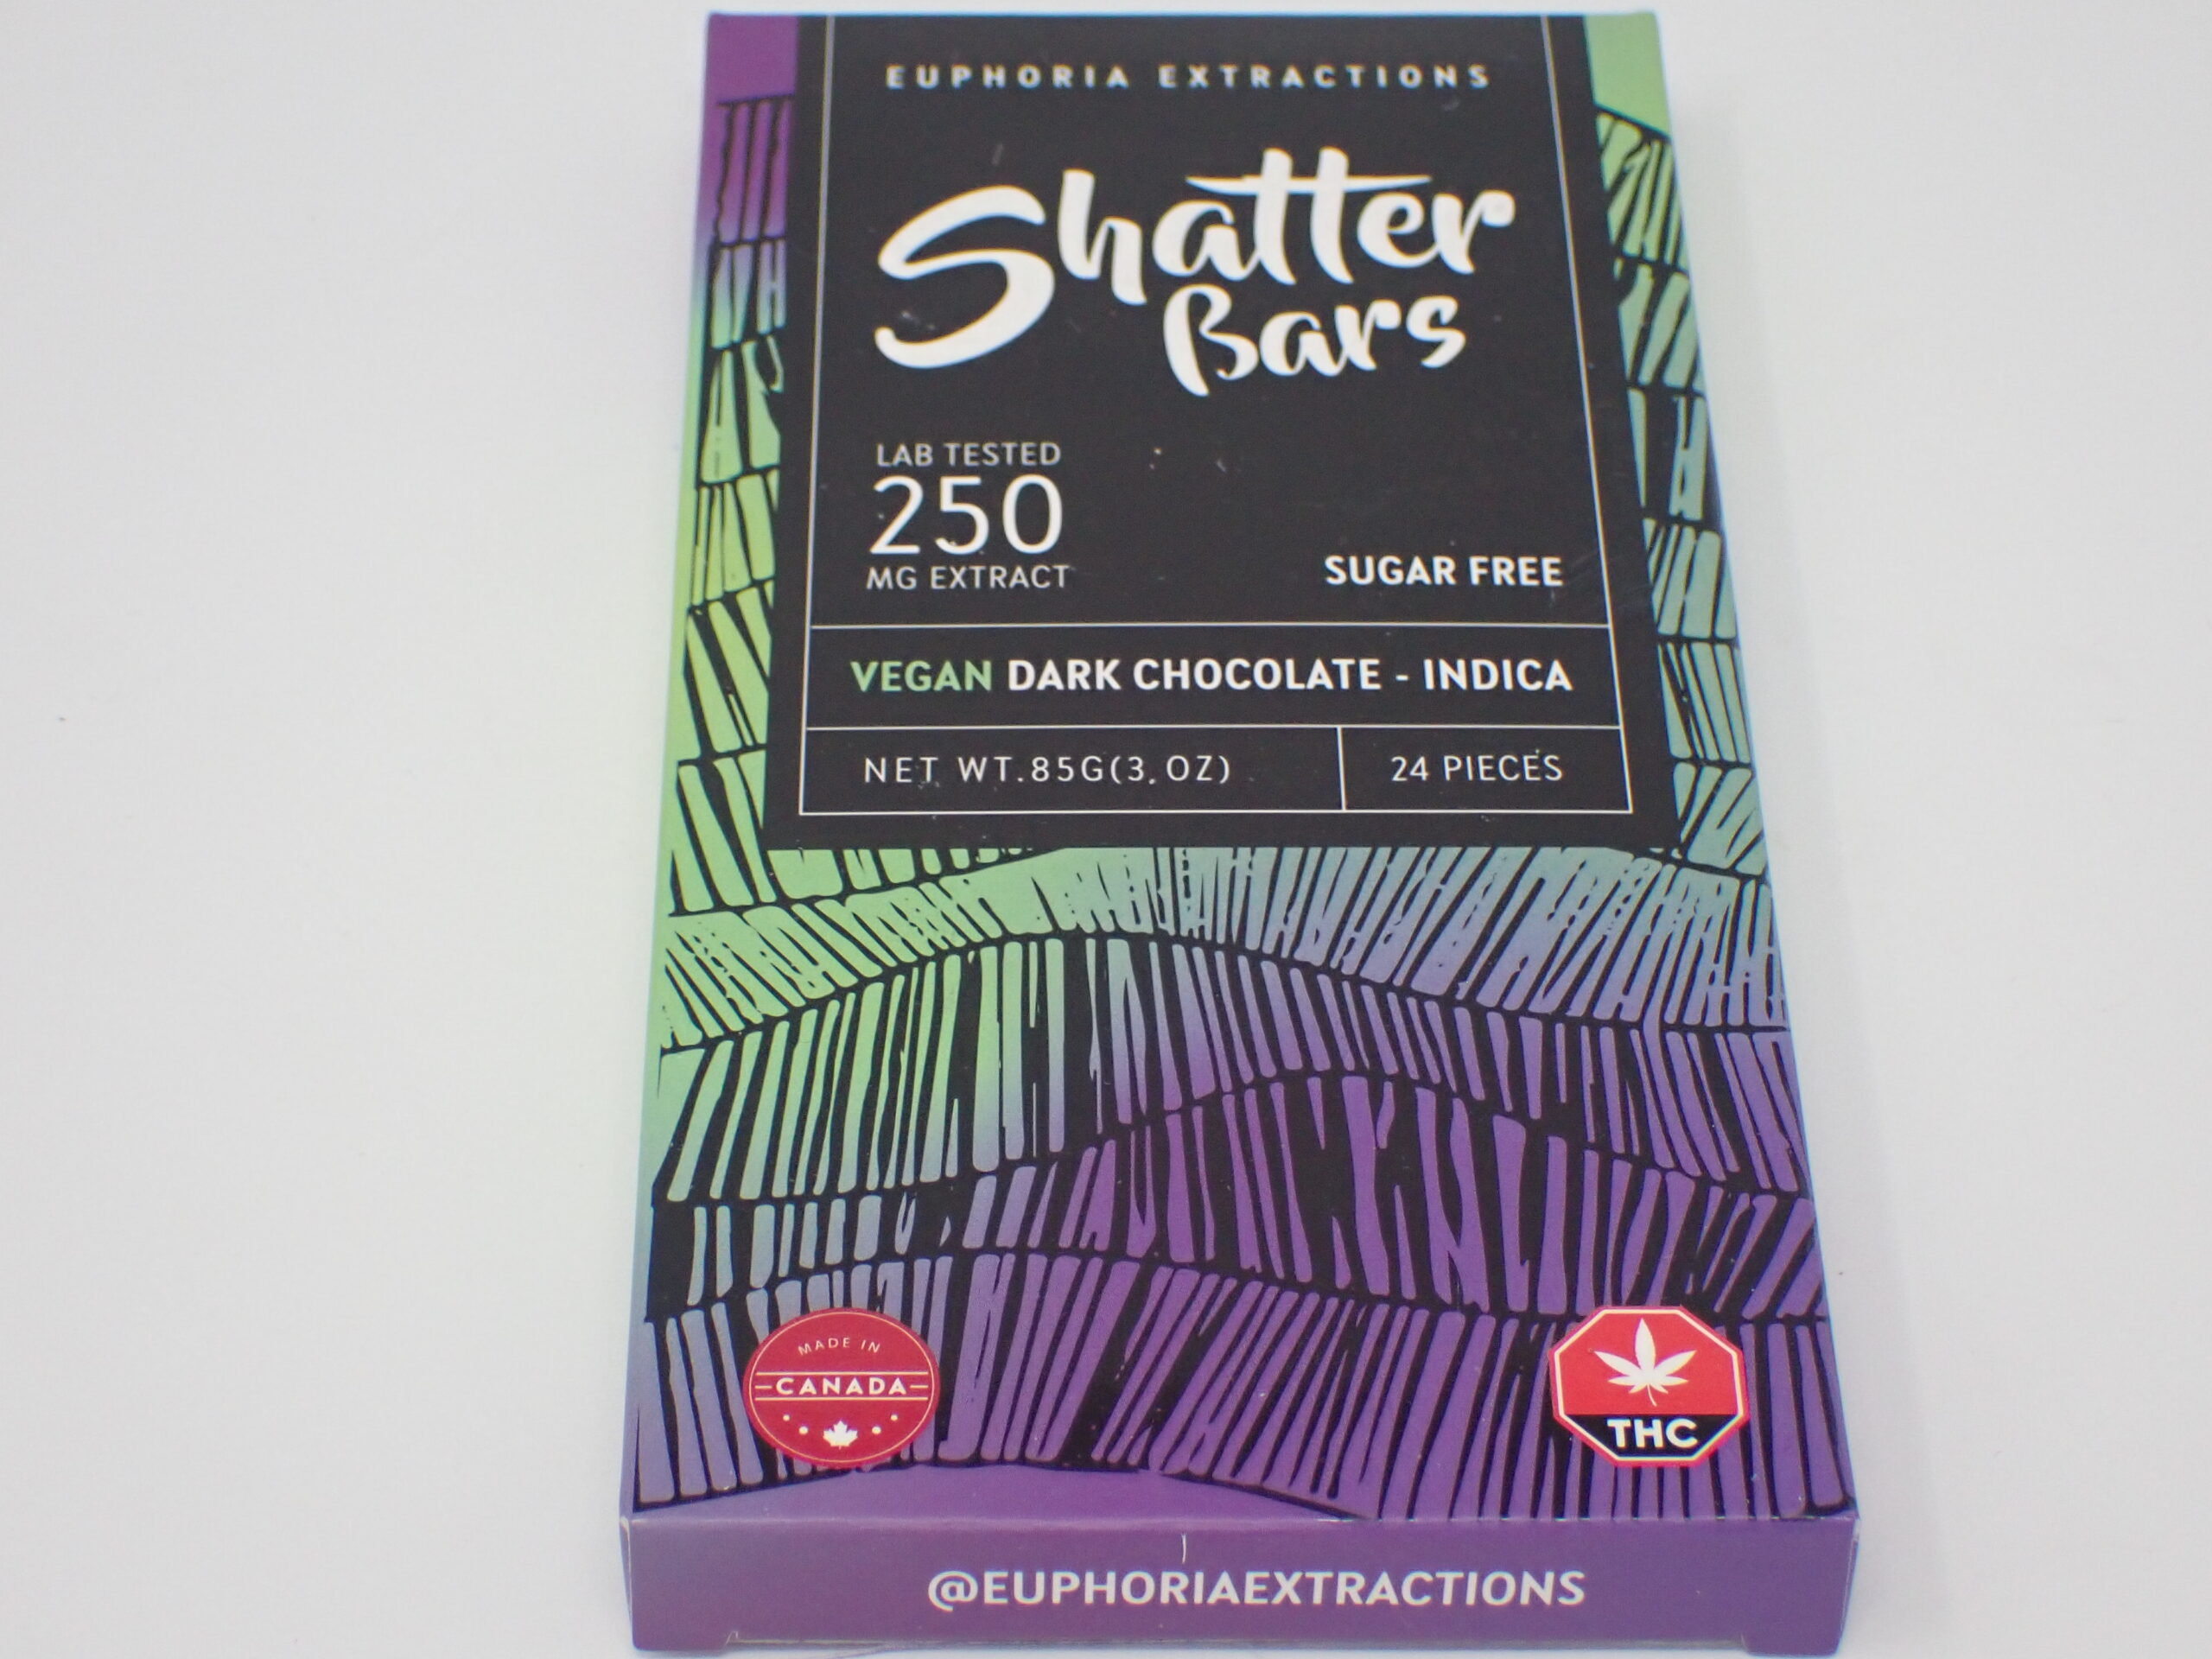 EUPHORIA EXTRACTIONS
Shatter
Bars
LAB TESTED
250
MG EXTRACT
SUGAR FREE
VEGAN DARK CHOCOLATE - INDICA
NET WT.85G(3.OZ)
24 PIECES
MADE IN
CANADA
THC
@EUPHORIAEXTRACTIONS